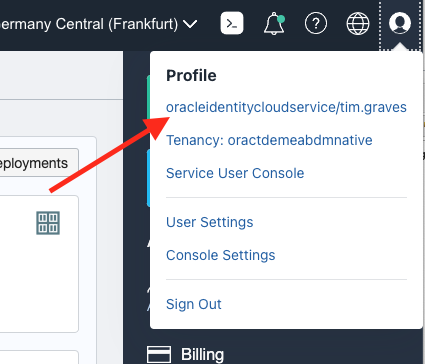 ermany Central (Frankfurt)
Profile
oracleidentitycloudservice/tim.graves
Tenancy: oractdemeabdmnative
Service User Console
eployments
User Settings
Console Settings
Sign Out
Billing